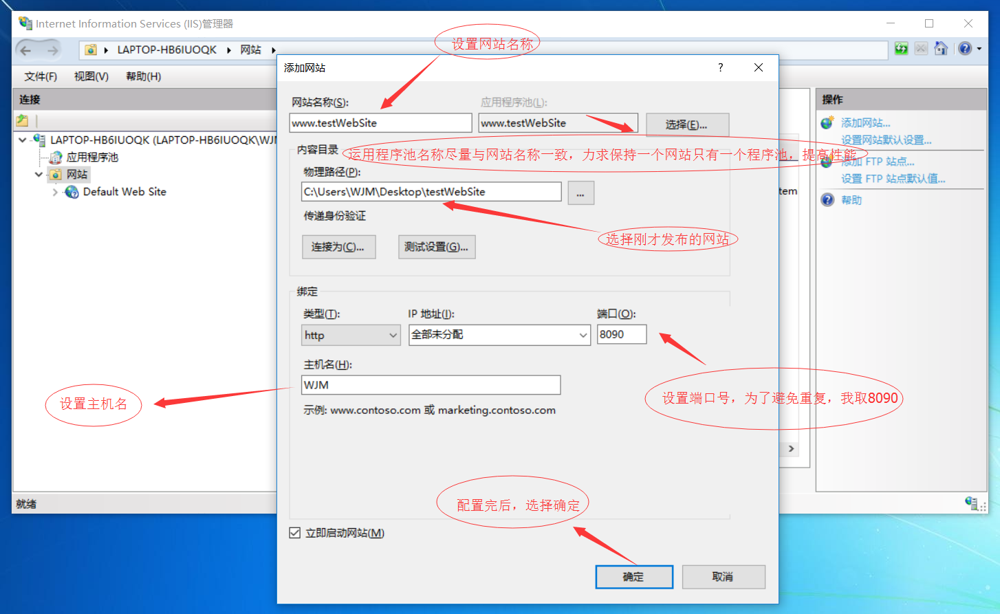 Internet Information Services (IIS)管理器
设置网站名称
LAPTOP-HB6IUOQK 网站
文件(F) 视图(V) 帮助(H)
添加网站
连接
操作
网站名称(S):
应用程序池(L):
www.testWebSite
www.testWebSite
选择(E)...
添加网站...
设置网站默认设置...
LAPTOP-HB6IUOQK (LAPTOP-HB6IUOQK\WJM
应用程序池
网站
Default Web Site
内容目录
运用程序池名称尽量与网站名称一致，力求保持一个网站只有一个程序池，提高性能
添加 FTP 站点...
设置 FTP 站点默认值...
帮助
物理路径(P):
C:\Users\WJM\Desktop\testWebSite
...
tem
传递身份验证
选择刚才发布的网站
连接为(C)...
测试设置(G)...
绑定
类型(T):
IP 地址(I):
端口(O):
http
全部未分配
8090
主机名(H):
WJM
设置主机名
设置端口号，为了避免重复，我取8090
示例: www.contoso.com 或 marketing.contoso.com
配置完后，选择确定
就绪
立即启动网站(M)
确定
取消